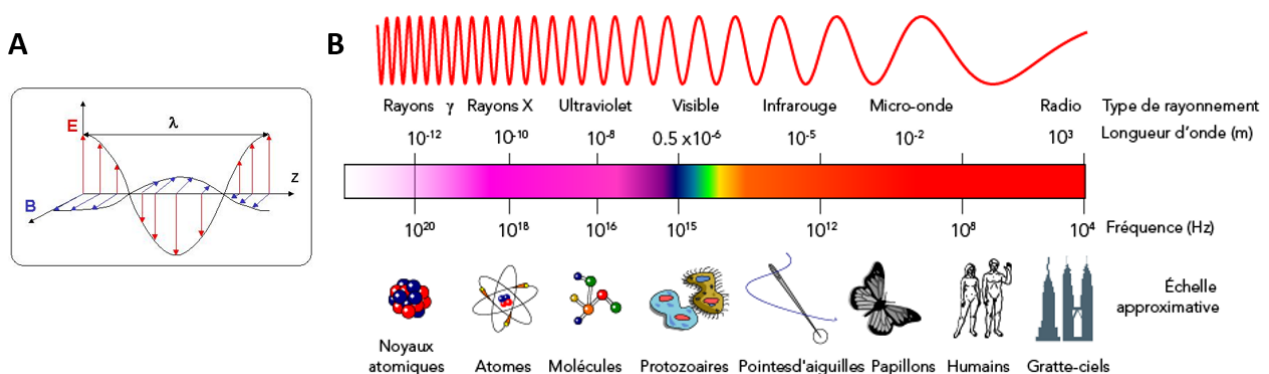 A
E
λ
z
B
B
Rayons γ Rayons X Ultraviolet Visible Infrarouge Micro-onde Radio Type de rayonnement
10-12 10-10 10-8 0.5 x10-6 10-5 10-2 103 Longueur d'onde (m)
1020 1018 1016 1015 1012 108 104 Fréquence (Hz)
Échelle
approximative
Noyaux
atomiques Atomes Molécules Protozoaires Pointesd'aiguilles Papillons Humains Gratte-ciels